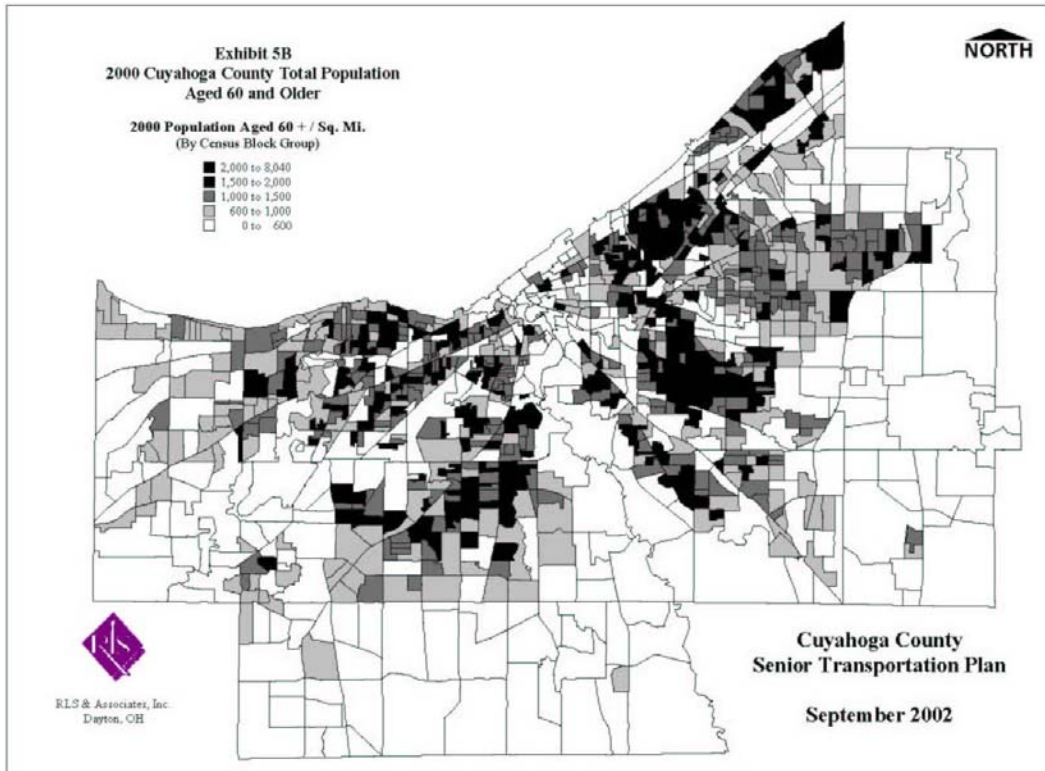 Exhibit 5B
2000 Cuyahoga County Total Population
Aged 60 and Older
2000 Population Aged 60 + / Sq. Mi.
(By Census Block Group)
2,000 to 8,040
1,500 to 2,000
1,000 to 1,500
600 to 1,000
0 to 600
NORTH
RLS
RLS & Associates, Inc.
Dayton, OH
Cuyahoga County
Senior Transportation Plan
September 2002